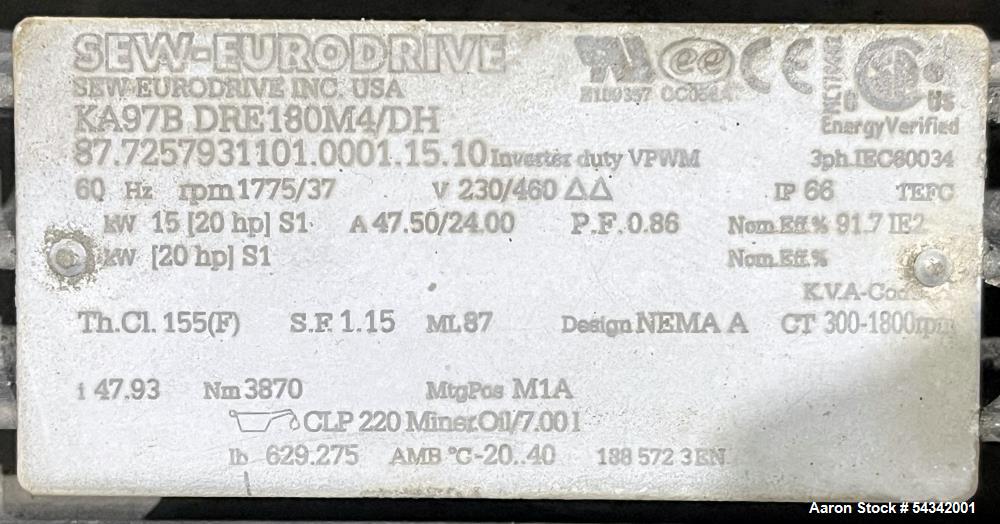 SEW-EURODRIVE
SEW-EURODRIVE INC. USA
KA97B DRE180M4/DH
87.7257931101.0001.15.10 Inverter duty VPWM 3ph.IEC60034
CE
C US
EnergyVerified
60 Hz rpm 1775/37 V 230/460 ΔΔ IP 66 TEFC
kW 15 [20 hp] S1 A 47.50/24.00 P.F. 0.86 Nom.Eff.% 91.7 IE2
kW [20 hp] S1 Nom.Eff.%
Th.Cl. 155(F) S.F. 1.15 ML 87 Design NEMA A CT 300-1800rpm
i 47.93 Nm 3870 MtgPos M1A
CLP 220 Miner.Oil/7.00 l
lb 629.275 AMB °C -20..40 188 572 3 EN
Aaron Stock # 54342001